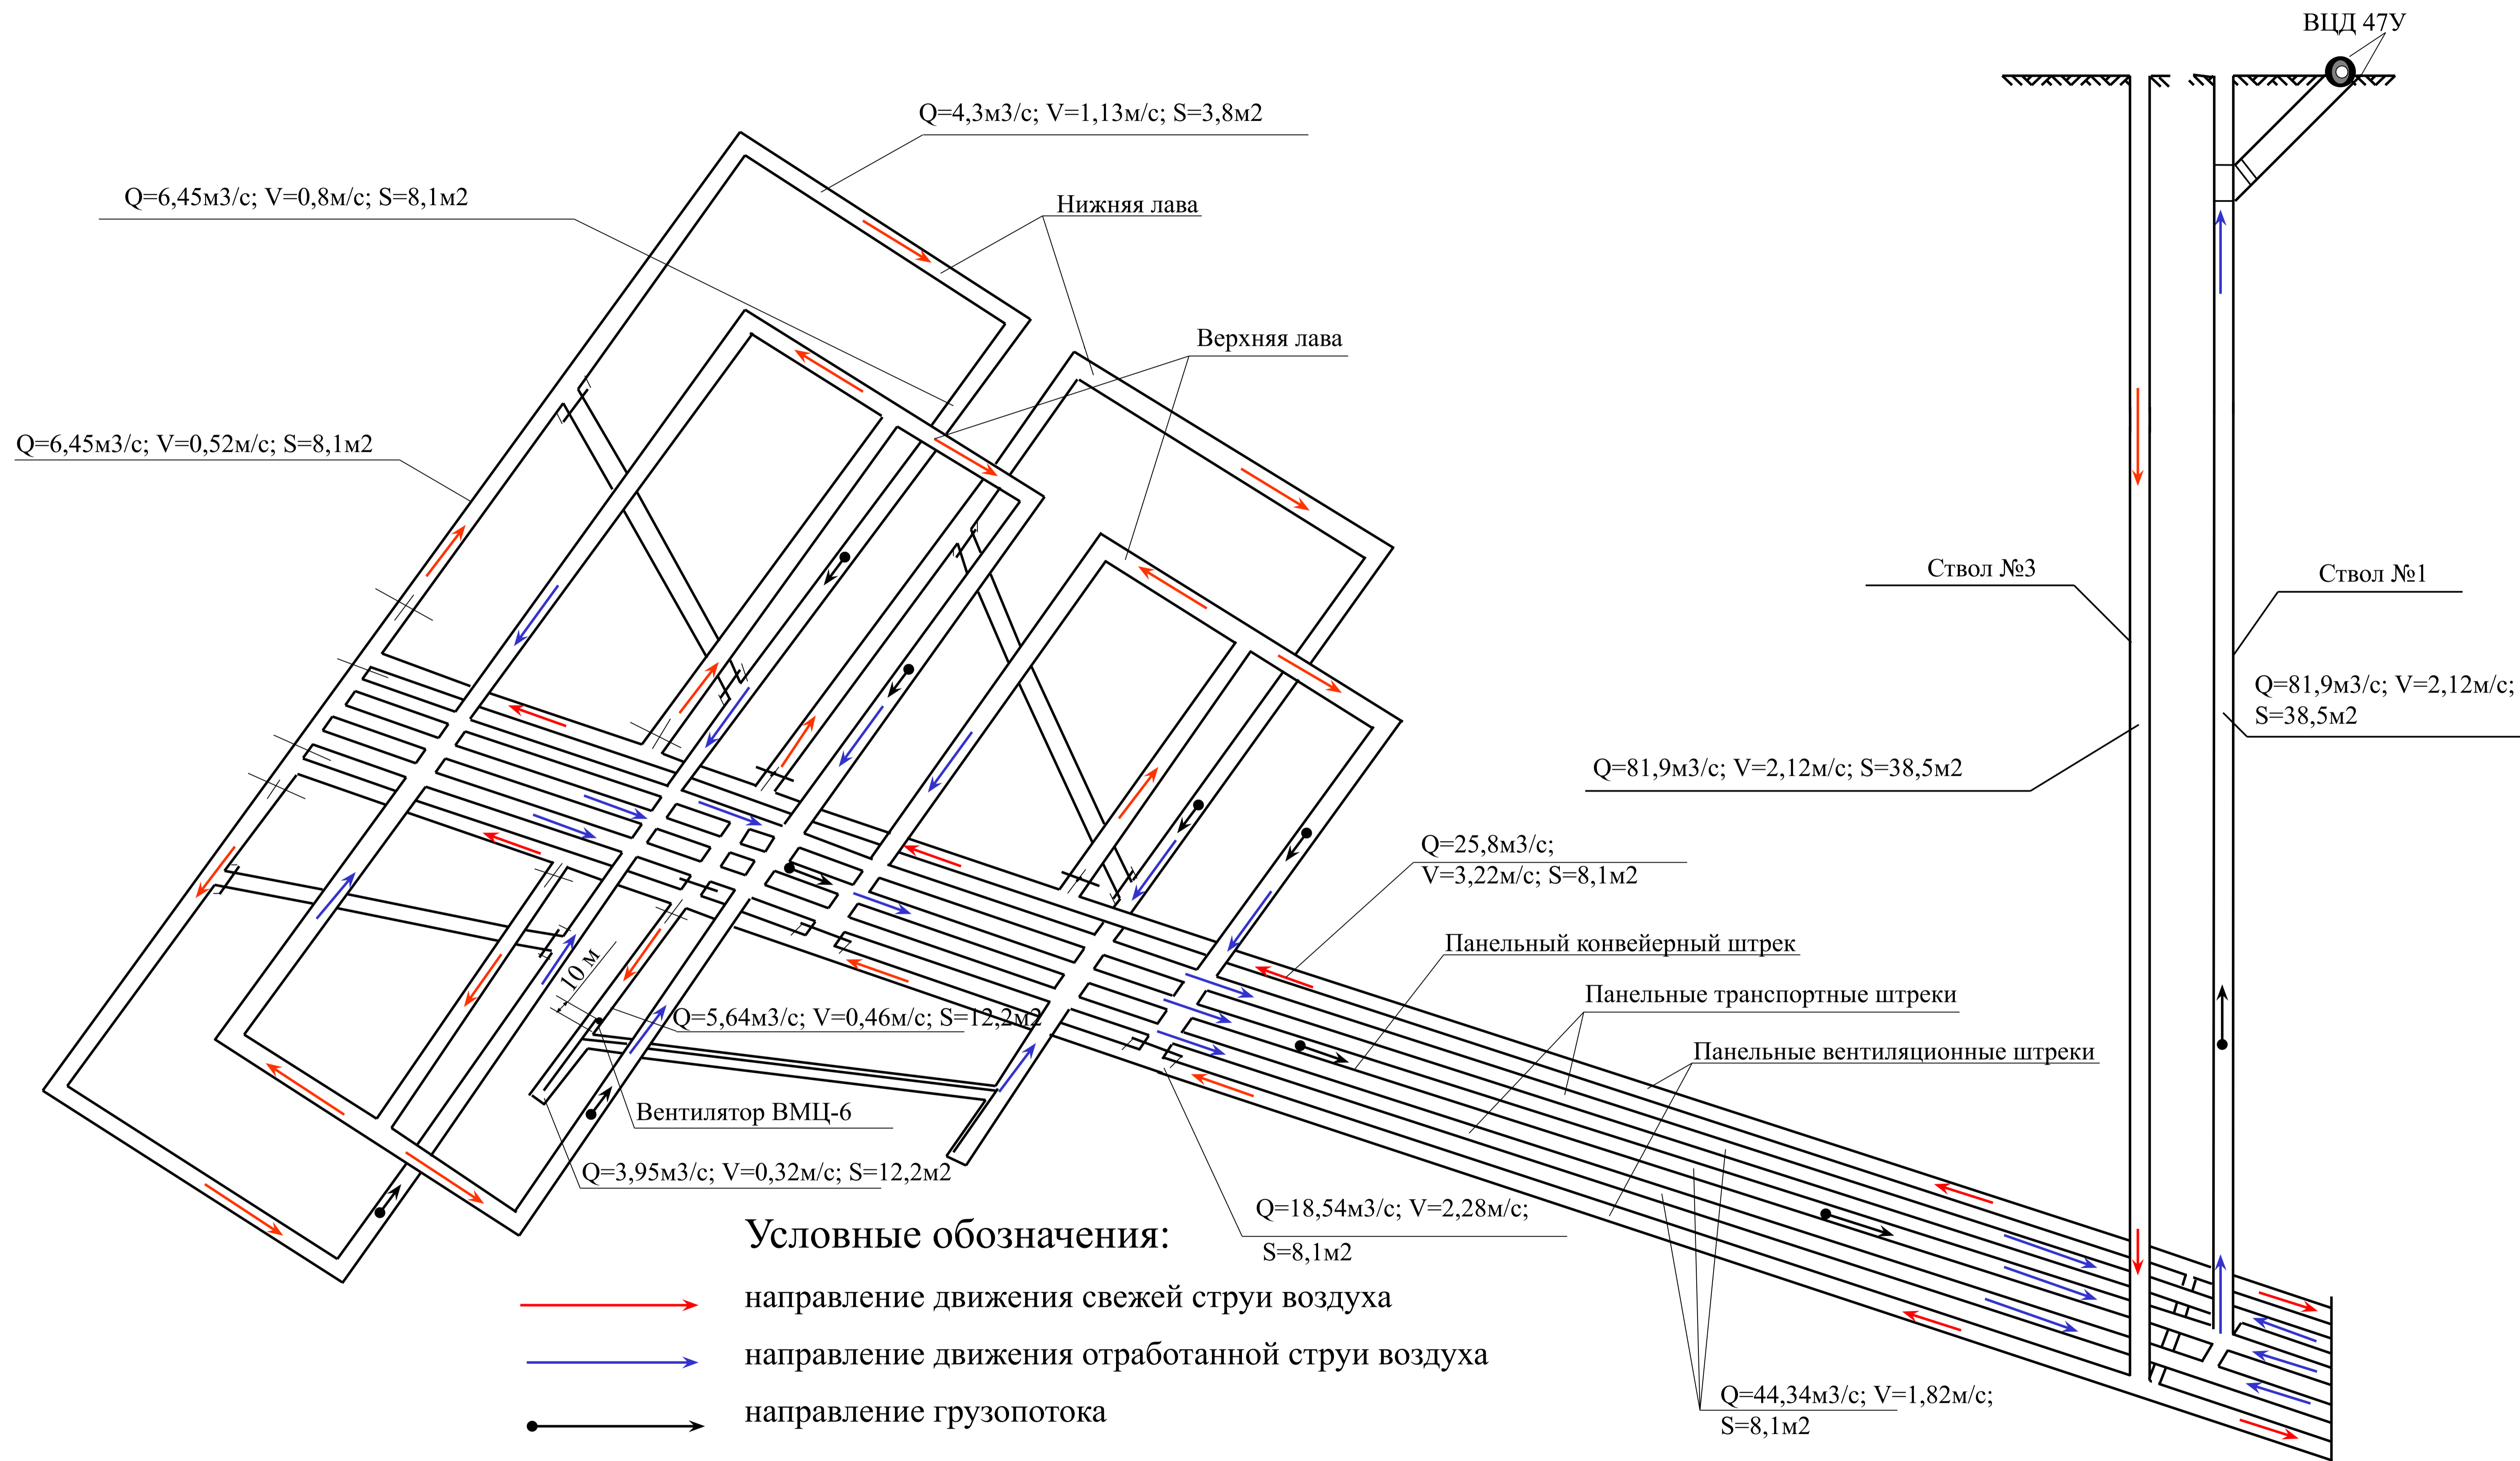 ВЦД 47У
Q=4,3м3/с; V=1,13м/с; S=3,8м2
Q=6,45м3/с; V=0,8м/с; S=8,1м2
Нижняя лава
Верхняя лава
Q=6,45м3/с; V=0,52м/с; S=8,1м2
Ствол №3
Ствол №1
Q=81,9м3/с; V=2,12м/с;
S=38,5м2
Q=81,9м3/с; V=2,12м/с; S=38,5м2
Q=25,8м3/с;
V=3,22м/с; S=8,1м2
Панельный конвейерный штрек
10 м
Панельные транспортные штреки
Q=5,64м3/с; V=0,46м/с; S=12,2м2
Панельные вентиляционные штреки
Вентилятор ВМЦ-6
Q=3,95м3/с; V=0,32м/с; S=12,2м2
Q=18,54м3/с; V=2,28м/с;
S=8,1м2
Условные обозначения:
направление движения свежей струи воздуха
направление движения отработанной струи воздуха
Q=44,34м3/с; V=1,82м/с;
S=8,1м2
направление грузопотока